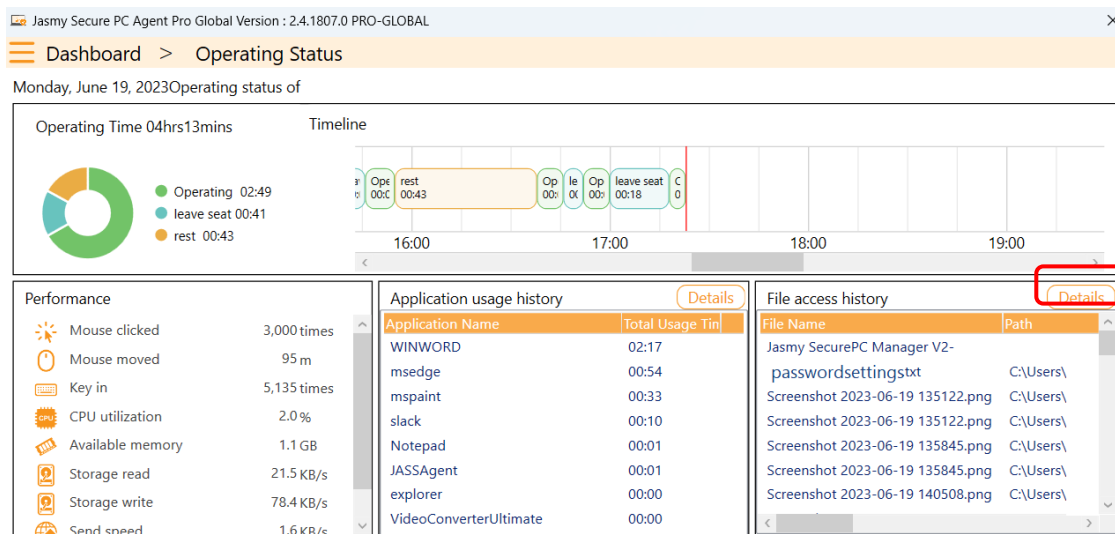 Jasmy Secure PC Agent Pro Global Version : 2.4.1807.0 PRO-GLOBAL
Dashboard > Operating Status
Monday, June 19, 2023Operating status of
Operating Time 04hrs13mins
Timeline
Operating 02:49
leave seat 00:41
rest 00:43
Ope rest Op le Op leave seat
00:43 00:18
16:00 17:00 18:00 19:00
Performance
Mouse clicked 3,000 times
Mouse moved 95 m
Key in 5,135 times
CPU utilization 2.0 %
Available memory 1.1 GB
Storage read 21.5 KB/s
Storage write 78.4 KB/s
Send speed 1.6 KB/s
Application usage history Details
Application Name Total Usage Tin
WINWORD 02:17
msedge 00:54
mspaint 00:33
slack 00:10
Notepad 00:01
JASSAgent 00:01
explorer 00:00
VideoConverterUltimate 00:00
File access history Details
File Name Path
Jasmy SecurePC Manager V2-
passwordsettingstxt C:\Users\
Screenshot 2023-06-19 135122.png C:\Users\
Screenshot 2023-06-19 135122.png C:\Users\
Screenshot 2023-06-19 135845.png C:\Users\
Screenshot 2023-06-19 135845.png C:\Users\
Screenshot 2023-06-19 140508.png C:\Users\